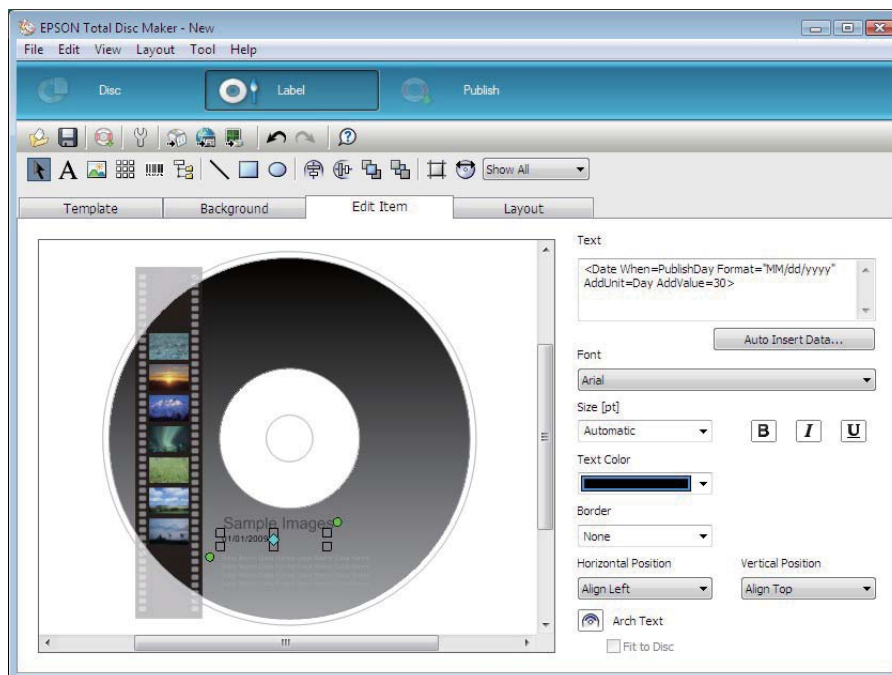 EPSON Total Disc Maker - New
File Edit View Layout Tool Help
Disc Label Publish
A Show All
Template Background Edit Item Layout
Text
<Date When=PublishDay Format="MM/dd/yyyy"
AddUnit=Day AddValue=30>
Auto Insert Data...
Font
Arial
Size [pt]
Automatic B I U
Text Color
Border
None
Horizontal Position Vertical Position
Align Left Align Top
Arch Text
Fit to Disc
Sample Images
01/01/2009